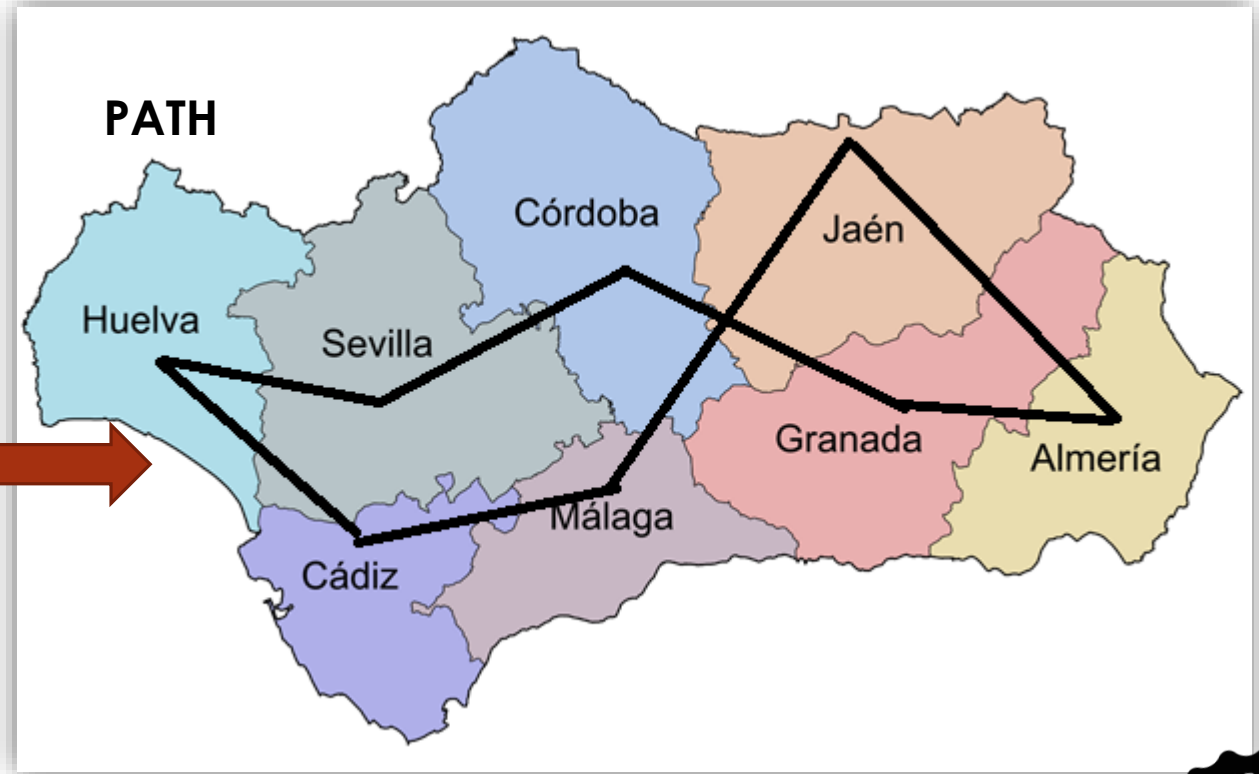 PATH
Córdoba
Jaén
Huelva
Sevilla
Granada
Almería
Málaga
Cádiz